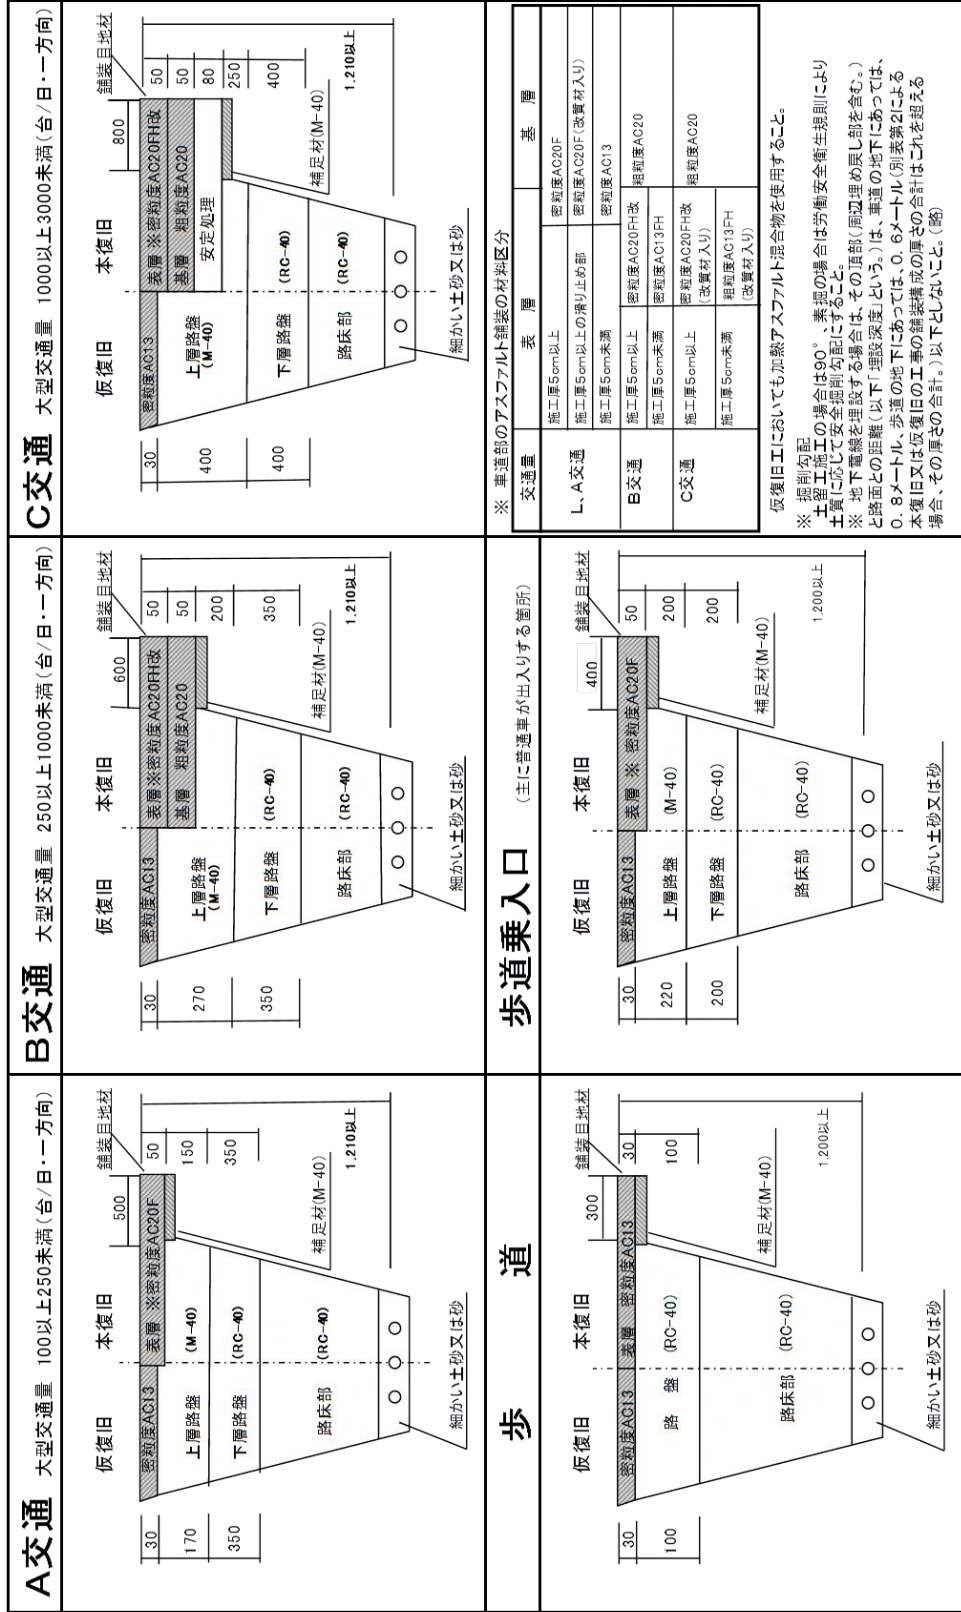 A交通 大型交通量 100以上250未満(台/日・一方向)
仮復旧 本復旧
500
舗装目地材
密粒度AC13
表層 ※密粒度AC20F
上層路盤
(M-40)
下層路盤
(RC-40)
路床部
(RC-40)
30
170
350
50
150
350
1.210以上
補足材(M-40)
細かい土砂又は砂
B交通 大型交通量 250以上1000未満(台/日・一方向)
仮復旧 本復旧
600
舗装目地材
密粒度AC13
表層※密粒度AC20FH改
基層 粗粒度AC20
上層路盤
(M-40)
下層路盤
(RC-40)
路床部
(RC-40)
30
270
350
50
50
200
350
1.210以上
補足材(M-40)
細かい土砂又は砂
C交通 大型交通量 1000以上3000未満(台/日・一方向)
仮復旧 本復旧
800
舗装目地材
密粒度AC13
表層※密粒度AC20FH改
基層 粗粒度AC20
安定処理
上層路盤
(M-40)
下層路盤
(RC-40)
路床部
(RC-40)
30
400
400
50
50
80
250
400
1.210以上
補足材(M-40)
細かい土砂又は砂
歩 道
仮復旧 本復旧
300
舗装目地材
密粒度AC13
表層 密粒度AC13
路 盤
(RC-40)
路床部
(RC-40)
30
100
30
100
1.200以上
補足材(M-40)
細かい土砂又は砂
歩道乗入口 (主に普通車が出入りする箇所)
仮復旧 本復旧
400
舗装目地材
密粒度AC13
表層 ※ 密粒度AC20F
上層路盤
(M-40)
下層路盤
(RC-40)
路床部
(RC-40)
30
220
200
50
200
200
1.200以上
補足材(M-40)
細かい土砂又は砂
※ 車道部のアスファルト舗装の材料区分
交通量 表 層 基 層
L、A交通
施工厚5cm以上 密粒度AC20F
施工厚5cm以上の滑り止め部 密粒度AC20F(改質材入り)
施工厚5cm未満 密粒度AC13
B交通
施工厚5cm以上 密粒度AC20FH改 粗粒度AC20
施工厚5cm未満 密粒度AC13FH
C交通
施工厚5cm以上 密粒度AC20FH改
(改質材入り)
粗粒度AC20
施工厚5cm未満 粗粒度AC13FH
(改質材入り)
仮復旧工においても加熱アスファルト混合物を使用すること。
※ 掘削勾配
土留工施工の場合は90°、素掘の場合は労働安全衛生規則により
土質に応じて安全掘削勾配にすること。
※ 地下電線を埋設する場合は、その頂部(周辺埋め戻し部を含む。)
と路面との距離(以下「埋設深度」という。)は、車道の地下にあっては、
0.8メートル、歩道の地下にあっては、0.6メートル(別表第2による
本復旧又は仮復旧の工事の舗装構成の厚さの合計はこれを超える
場合、その厚さの合計。)以下としないこと。(略)